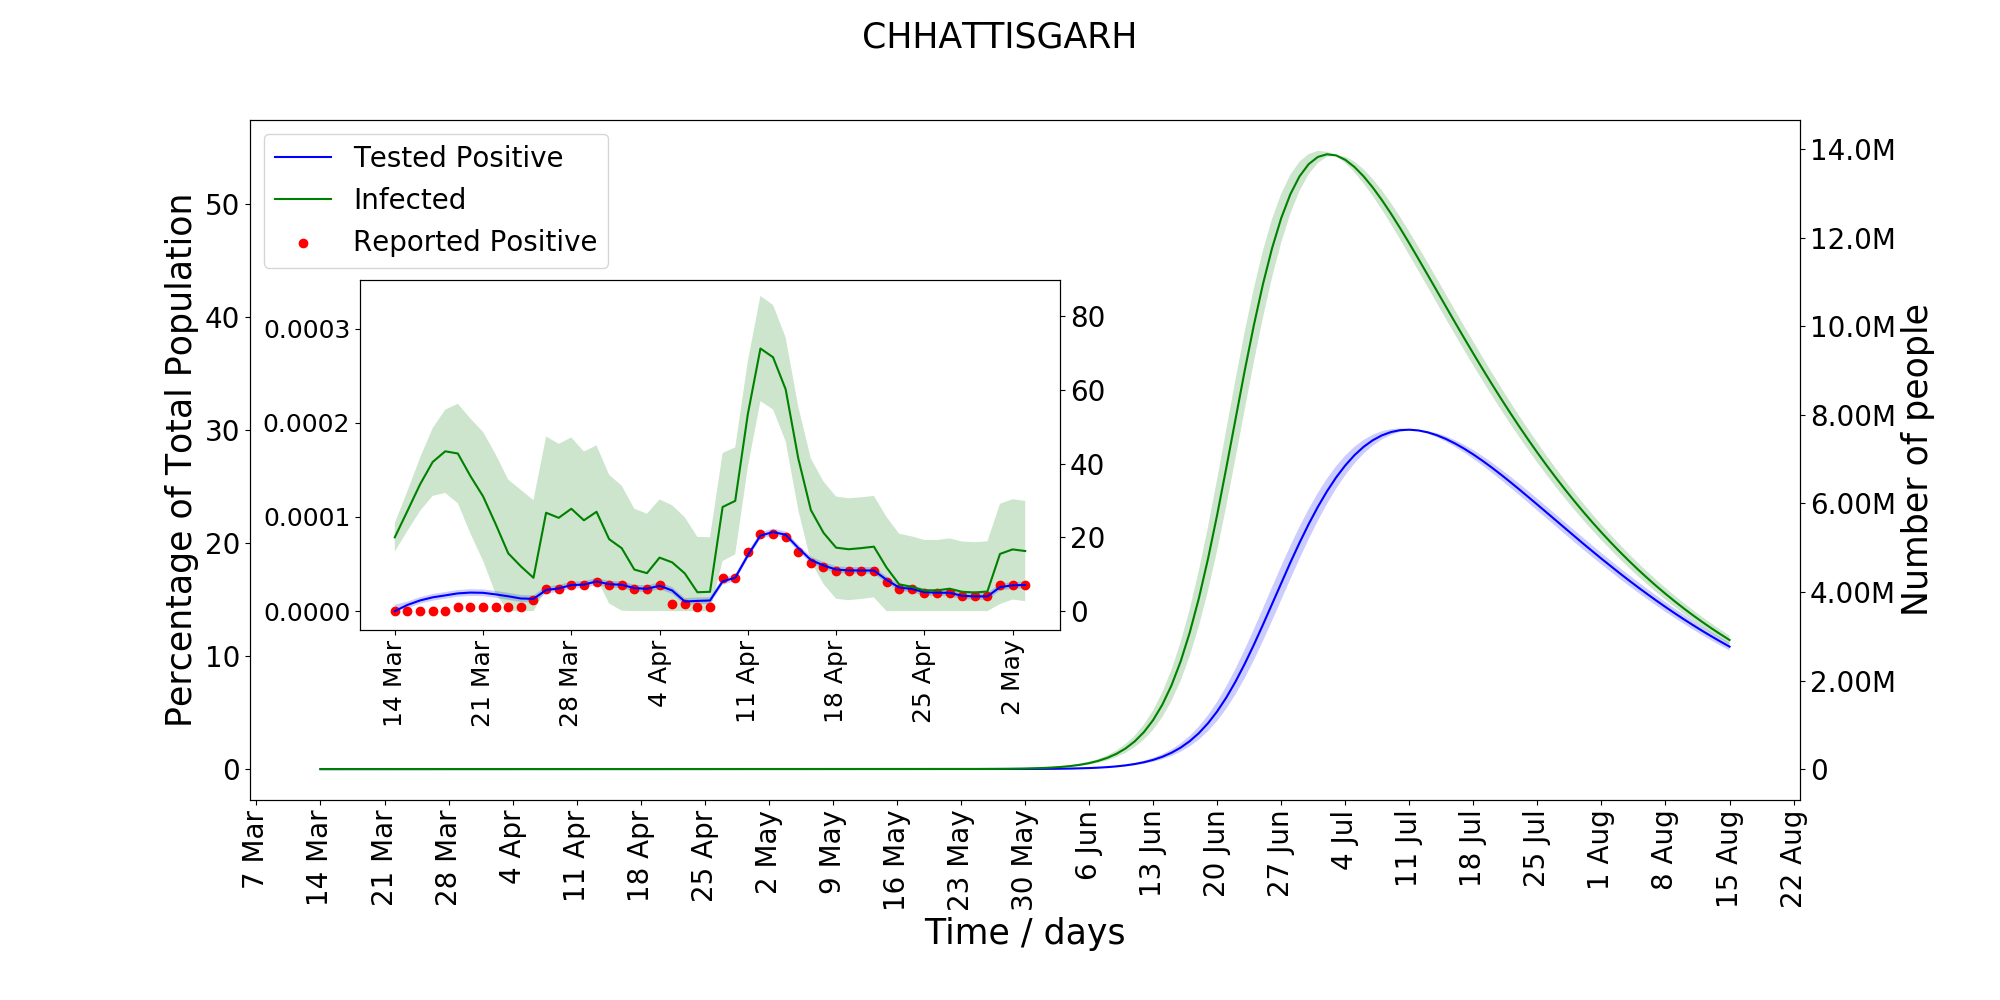 CHHATTISGARH
Tested Positive
Infected
Reported Positive
Percentage of Total Population
50
40
30
20
10
0
14.0M
12.0M
10.0M
8.00M
6.00M
4.00M
2.00M
0
Number of people
0.0003
0.0002
0.0001
0.0000
80
60
40
20
0
14 Mar
21 Mar
28 Mar
4 Apr
11 Apr
18 Apr
25 Apr
2 May
7 Mar
14 Mar
21 Mar
28 Mar
4 Apr
11 Apr
18 Apr
25 Apr
2 May
9 May
16 May
23 May
30 May
6 Jun
13 Jun
20 Jun
27 Jun
4 Jul
11 Jul
18 Jul
25 Jul
1 Aug
8 Aug
15 Aug
22 Aug
Time / days